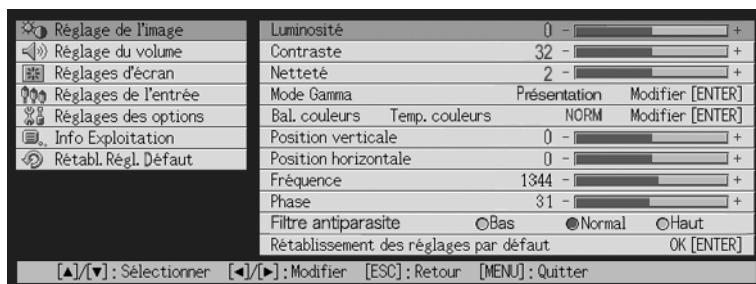 Réglage de l'image
Réglage du volume
Réglages d'écran
Réglages de l'entrée
Réglages des options
Info Exploitation
Rétabl. Régl. Défaut
Luminosité 0 - +
Contraste 32 - +
Netteté 2 - +
Mode Gamma Présentation Modifier [ENTER]
Bal. couleurs Temp. couleurs NORM Modifier [ENTER]
Position verticale 0 - +
Position horizontale 0 - +
Fréquence 1344 - +
Phase 31 - +
Filtre antiparasite Bas Normal Haut
Rétablissement des réglages par défaut OK [ENTER]
[▲]/[▼] : Sélectionner [◄]/[►] : Modifier [ESC] : Retour [MENU] : Quitter